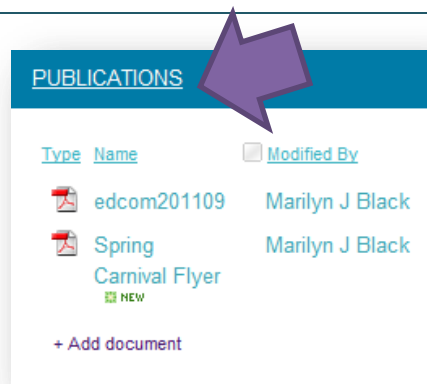 PUBLICATIONS
Type Name Modified By
edcom201109 Marilyn J Black
Spring Marilyn J Black
Carnival Flyer
NEW
+ Add document